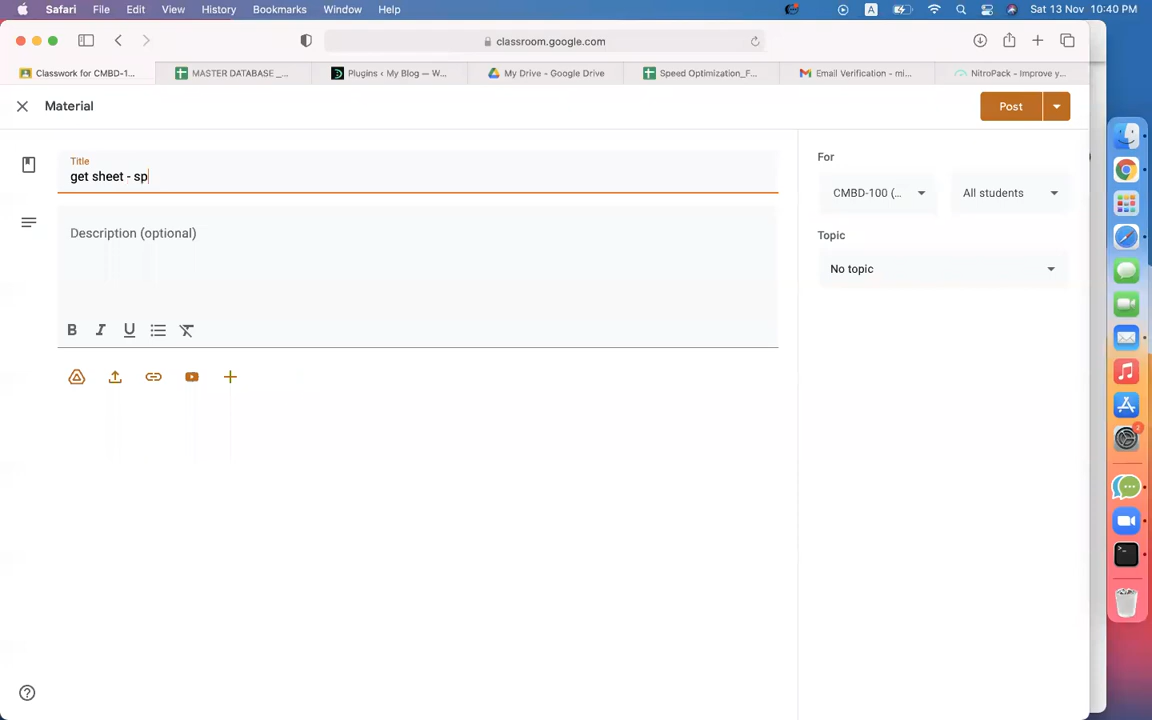 Safari File Edit View History Bookmarks Window Help A Sat 13 Nov 10:40 PM
classroom.google.com
Classwork for CMBD-1... MASTER DATABASE _... Plugins ‹ My Blog — W... My Drive - Google Drive Speed Optimization_F... Email Verification - mi... NitroPack - Improve y...
Material Post
Title
get sheet - sp
Description (optional)
B I U
For
CMBD-100 (... All students
Topic
No topic
2